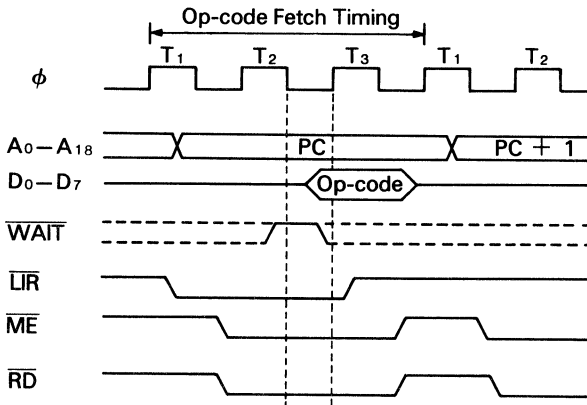 Op-code Fetch Timing
T1 T2 T3 T1 T2
ϕ
A0–A18 PC PC + 1
D0–D7 Op-code
WAIT
LIR
ME
RD